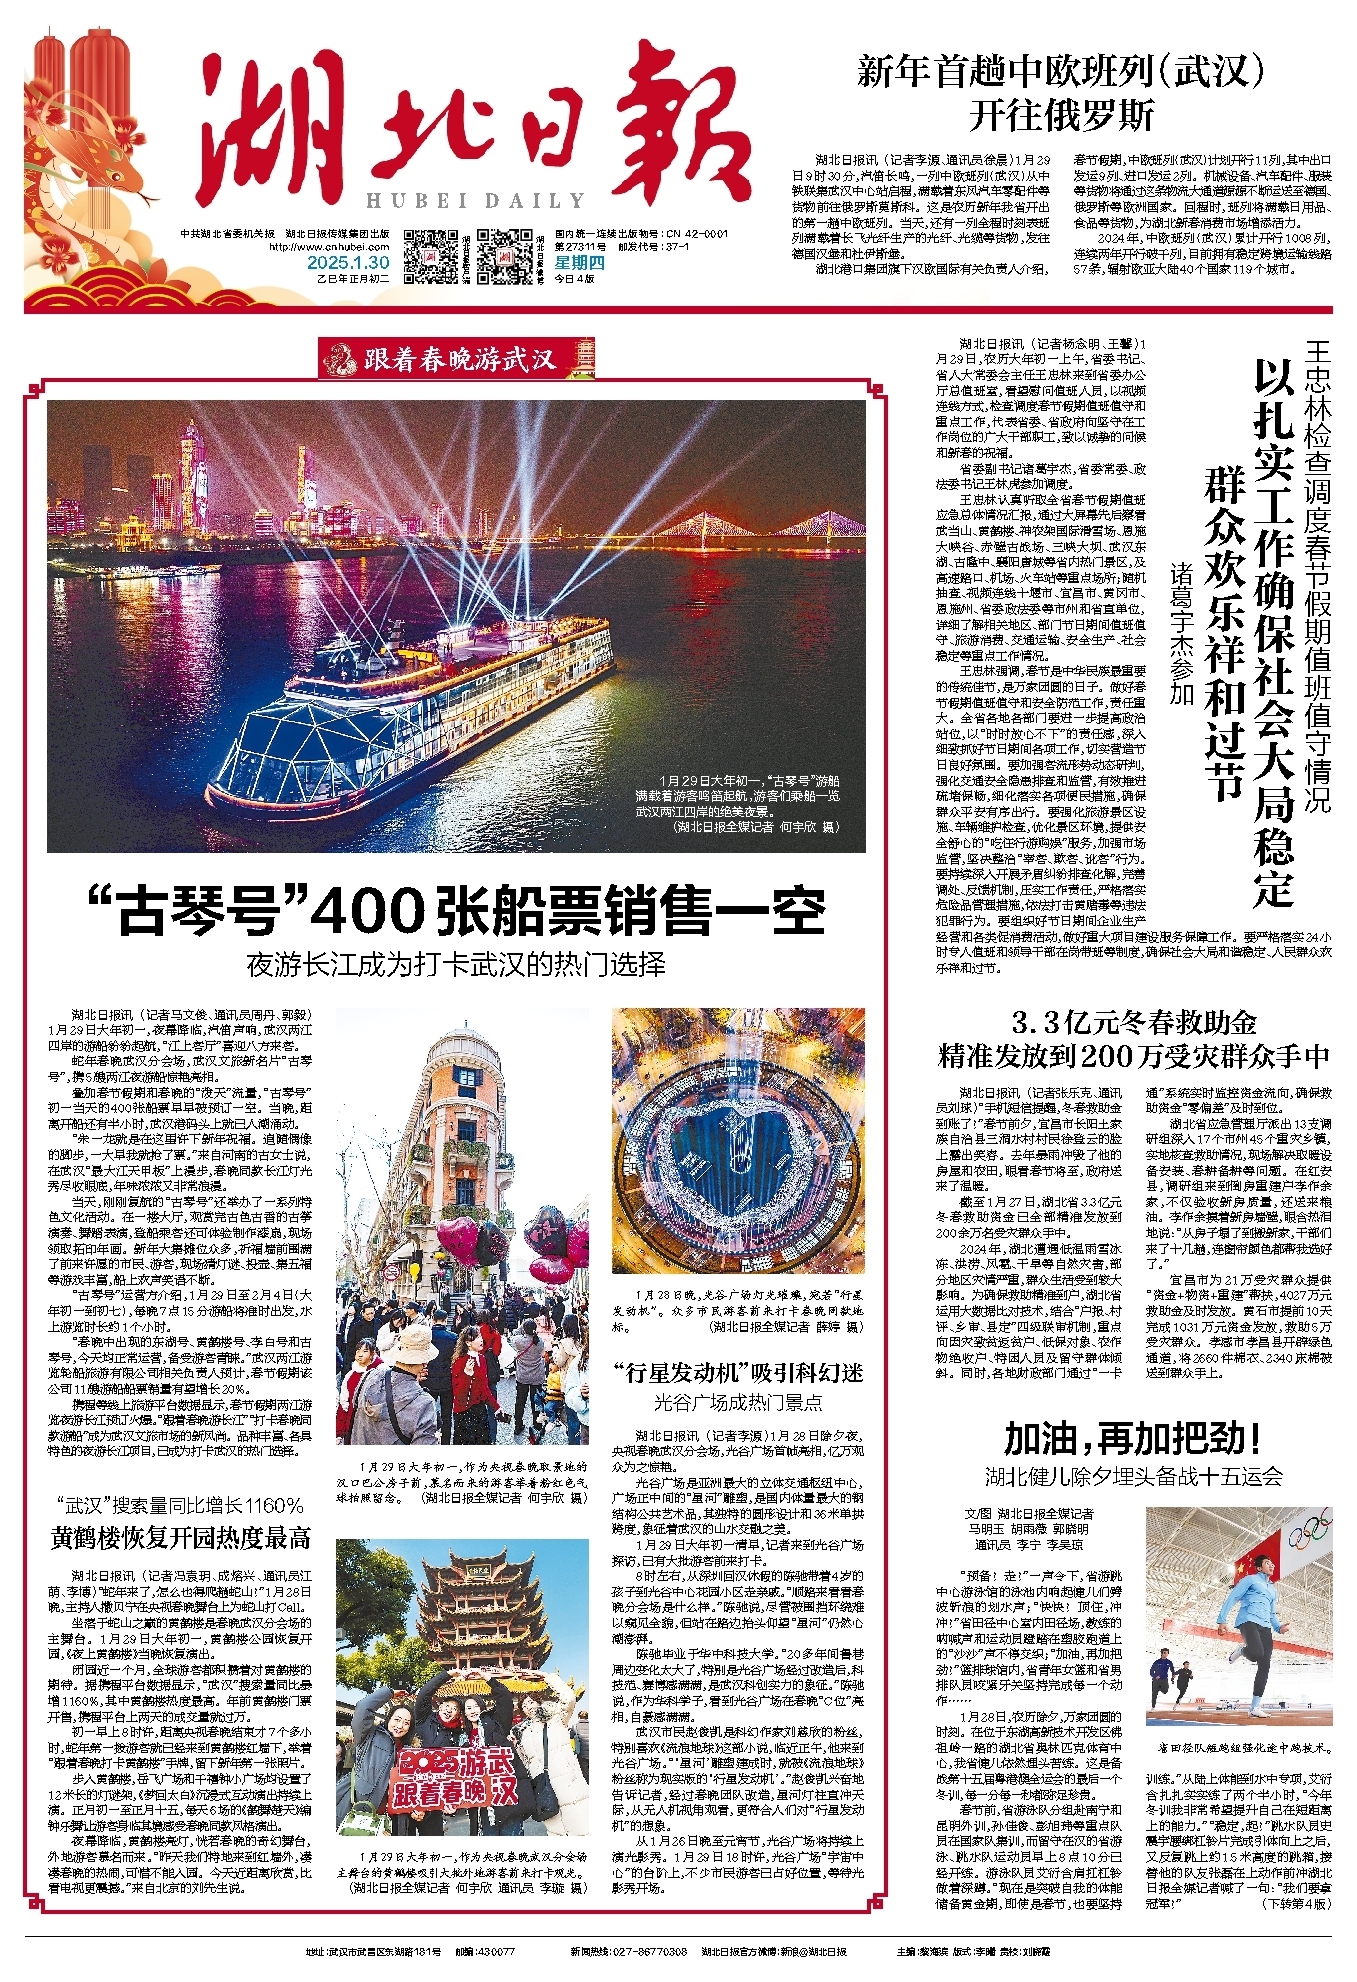 湖北日报
HUBEI DAILY
中共湖北省委机关报 湖北日报传媒集团出版
http://www.cnhubei.com
2025.1.30
乙巳年正月初二
国内统一连续出版物号：CN 42-0001
第27311号 邮发代号：37-1
星期四
今日4版
新年首趟中欧班列（武汉）
开往俄罗斯
湖北日报讯（记者李源、通讯员徐晨）1月29
日9时30分，汽笛长鸣，一列中欧班列（武汉）从中
铁联集武汉中心站启程，满载着东风汽车零配件等
货物前往俄罗斯莫斯科。这是农历新年我省开出
的第一趟中欧班列。当天，还有一列全程时刻表班
列满载着长飞光纤生产的光纤、光缆等货物，发往
德国汉堡和杜伊斯堡。
湖北港口集团旗下汉欧国际有关负责人介绍，
春节假期，中欧班列（武汉）计划开行11列，其中出口
发运9列、进口发运2列。机械设备、汽车配件、服装
等货物将通过这条物流大通道源源不断运送至德国、
俄罗斯等欧洲国家。回程时，班列将满载日用品、
食品等货物，为湖北新春消费市场增添活力。
2024年，中欧班列（武汉）累计开行1008列，
连续两年开行破千列，目前拥有稳定跨境运输线路
57条，辐射欧亚大陆40个国家119个城市。
跟着春晚游武汉
1月29日大年初一，“古琴号”游船
满载着游客鸣笛起航，游客们乘船一览
武汉两江四岸的绝美夜景。
（湖北日报全媒记者 何宇欣 摄）
“古琴号”400张船票销售一空
夜游长江成为打卡武汉的热门选择
湖北日报讯（记者马文俊、通讯员周丹、郭毅）
1月29日大年初一，夜幕降临，汽笛声响，武汉两江
四岸的游船纷纷起航，“江上客厅”喜迎八方来客。
蛇年春晚武汉分会场，武汉文旅新名片“古琴
号”，携5艘两江夜游船惊艳亮相。
叠加春节假期和春晚的“泼天”流量，“古琴号”
初一当天的400张船票早早被预订一空。当晚，距
离开船还有半小时，武汉港码头上就已人潮涌动。
“朱一龙就是在这里许下新年祝福。追随偶像
的脚步，一大早我就抢了票。”来自河南的古女士说，
在武汉“最大江天甲板”上漫步，春晚同款长江灯光
秀尽收眼底，年味浓浓又非常浪漫。
当天，刚刚复航的“古琴号”还举办了一系列特
色文化活动。在一楼大厅，观赏完古色古香的古筝
演奏、舞蹈表演，登船乘客还可体验制作漆扇，现场
领取拓印年画。新年大集摊位众多，祈福墙前围满
了前来许愿的市民、游客，现场猜灯谜、投壶、集五福
等游戏丰富，船上欢声笑语不断。
“古琴号”运营方介绍，1月29日至2月4日（大
年初一到初七），每晚7点15分游船将准时出发，水
上游览时长约1个小时。
“春晚中出现的东湖号、黄鹤楼号、李白号和古
琴号，今天均正常运营，备受游客青睐。”武汉两江游
览轮船旅游有限公司相关负责人预计，春节假期该
公司11艘游船船票销量有望增长20%。
携程等线上旅游平台数据显示，春节假期两江游
览夜游长江预订火爆。“跟着春晚游长江”“打卡春晚同
款游船”成为武汉文旅市场的新风尚。品种丰富、各具
特色的夜游长江项目，已成为打卡武汉的热门选择。
“武汉”搜索量同比增长1160%
黄鹤楼恢复开园热度最高
湖北日报讯（记者冯袁玥、成熔兴、通讯员江
萌、李博）“蛇年来了，怎么也得爬趟蛇山！”1月28日
晚，主持人撒贝宁在央视春晚舞台上为蛇山打Call。
坐落于蛇山之巅的黄鹤楼是春晚武汉分会场的
主舞台。1月29日大年初一，黄鹤楼公园恢复开
园，《夜上黄鹤楼》当晚恢复演出。
闭园近一个月，全球游客都积攒着对黄鹤楼的
期待。据携程平台数据显示，“武汉”搜索量同比暴
增1160%，其中黄鹤楼热度最高。年前黄鹤楼门票
开售，携程平台上两天的成交量就过万。
初一早上8时许，距离央视春晚结束才7个多小
时，蛇年第一拨游客就已经来到黄鹤楼红墙下，举着
“跟着春晚打卡黄鹤楼”手牌，留下新年第一张照片。
步入黄鹤楼，岳飞广场和千禧钟小广场均设置了
12米长的灯谜架，《梦回太白》沉浸式互动演出持续上
演。正月初一至正月十五，每天6场的《鹤舞楚天》编
钟乐舞让游客身临其境感受春晚同款风格演出。
夜幕降临，黄鹤楼亮灯，恍若春晚的奇幻舞台，
外地游客慕名而来。“昨天我们特地来到红墙外，凑
凑春晚的热闹，可惜不能入园。今天近距离欣赏，比
看电视更震撼。”来自北京的刘先生说。
1月29日大年初一，作为央视春晚取景地的
汉口巴公房子前，慕名而来的游客举着粉红色气
球拍照留念。（湖北日报全媒记者 何宇欣 摄）
2025游武汉
跟着春晚
1月29日大年初一，作为央视春晚武汉分会场
主舞台的黄鹤楼吸引大批外地游客前来打卡观光。
（湖北日报全媒记者 何宇欣 通讯员 李璇 摄）
1月28日晚，光谷广场灯光璀璨，宛若“行星
发动机”。众多市民游客前来打卡春晚同款地
标。（湖北日报全媒记者 薛婷 摄）
“行星发动机”吸引科幻迷
光谷广场成热门景点
湖北日报讯（记者李源）1月28日除夕夜，
央视春晚武汉分会场，光谷广场首帧亮相，亿万观
众为之惊艳。
光谷广场是亚洲最大的立体交通枢纽中心，
广场正中间的“星河”雕塑，是国内体量最大的钢
结构公共艺术品，其独特的圆形设计和36米单拱
跨度，象征着武汉的山水交融之美。
1月29日大年初一清早，记者来到光谷广场
探访，已有大批游客前来打卡。
8时左右，从深圳回汉休假的陈驰带着4岁的
孩子到光谷中心花园小区走亲戚。“顺路来看看春
晚分会场是什么样。”陈驰说，尽管被围挡环绕难
以窥见全貌，但站在路边抬头仰望“星河”仍然心
潮澎湃。
陈驰毕业于华中科技大学。“20多年间鲁巷
周边变化太大了，特别是光谷广场经过改造后，科
技范、赛博感满满，是武汉科创实力的象征。”陈驰
说，作为华科学子，看到光谷广场在春晚“C位”亮
相，自豪感满满。
武汉市民赵俊凯是科幻作家刘慈欣的粉丝，
特别喜欢《流浪地球》这部小说，临近正午，他来到
光谷广场。“‘星河’雕塑建成时，就被《流浪地球》
粉丝称为现实版的‘行星发动机’。”赵俊凯兴奋地
告诉记者，经过春晚团队改造，星河灯柱直冲天
际，从无人机视角观看，更符合人们对“行星发动
机”的想象。
从1月26日晚至元宵节，光谷广场将持续上
演光影秀。1月29日18时许，光谷广场“宇宙中
心”的台阶上，不少市民游客已占好位置，等待光
影秀开场。
王忠林检查调度春节假期值班值守情况
以扎实工作确保社会大局稳定
群众欢乐祥和过节
诸葛宇杰参加
湖北日报讯（记者杨念明、王馨）1
月29日，农历大年初一上午，省委书记、
省人大常委会主任王忠林来到省委办公
厅总值班室，看望慰问值班人员，以视频
连线方式，检查调度春节假期值班值守和
重点工作，代表省委、省政府向坚守在工
作岗位的广大干部职工，致以诚挚的问候
和新春的祝福。
省委副书记诸葛宇杰，省委常委、政
法委书记王林虎参加调度。
王忠林认真听取全省春节假期值班
应急总体情况汇报，通过大屏幕先后察看
武当山、黄鹤楼、神农架国际滑雪场、恩施
大峡谷、赤壁古战场、三峡大坝、武汉东
湖、古隆中、襄阳唐城等省内热门景区，及
高速路口、机场、火车站等重点场所；随机
抽查、视频连线十堰市、宜昌市、黄冈市、
恩施州、省委政法委等市州和省直单位，
详细了解相关地区、部门节日期间值班值
守、旅游消费、交通运输、安全生产、社会
稳定等重点工作情况。
王忠林强调，春节是中华民族最重要
的传统佳节，是万家团圆的日子。做好春
节假期值班值守和安全防范工作，责任重
大。全省各地各部门要进一步提高政治
站位，以“时时放心不下”的责任感，深入
细致抓好节日期间各项工作，切实营造节
日良好氛围。要加强客流形势动态研判，
强化交通安全隐患排查和监管，有效推进
疏堵保畅，细化落实各项便民措施，确保
群众平安有序出行。要强化旅游景区设
施、车辆维护检查，优化景区环境，提供安
全舒心的“吃住行游购娱”服务，加强市场
监管，坚决整治“宰客、欺客、讹客”行为。
要持续深入开展矛盾纠纷排查化解，完善
调处、反馈机制，压实工作责任，严格落实
危险品管理措施，依法打击黄赌毒等违法
犯罪行为。要组织好节日期间企业生产
经营和各类促消费活动，做好重大项目建设服务保障工作。要严格落实24小
时专人值班和领导干部在岗带班等制度，确保社会大局和谐稳定、人民群众欢
乐祥和过节。
3.3亿元冬春救助金
精准发放到200万受灾群众手中
湖北日报讯（记者张乐克、通讯
员刘球）“手机短信提醒，冬春救助金
到账了！”春节前夕，宜昌市长阳土家
族自治县三洞水村村民徐登云的脸
上露出笑容。去年暴雨冲毁了他的
房屋和农田，眼看春节将至，政府送
来了温暖。
截至1月27日，湖北省3.3亿元
冬春救助资金已全部精准发放到
200余万名受灾群众手中。
2024年，湖北遭遇低温雨雪冰
冻、洪涝、风雹、干旱等自然灾害，部
分地区灾情严重，群众生活受到较大
影响。为确保救助精准到户，湖北省
运用大数据比对技术，结合“户报、村
评、乡审、县定”四级联审机制，重点
向因灾致贫返贫户、低保对象、农作
物绝收户、特困人员及留守群体倾
斜。同时，各地财政部门通过“一卡
通”系统实时监控资金流向，确保救
助资金“零偏差”及时到位。
湖北省应急管理厅派出13支调
研组深入17个市州45个重灾乡镇，
实地核查救助情况，现场解决取暖设
备安装、春耕备耕等问题。在红安
县，调研组来到倒房重建户李作余
家，不仅验收新房质量，还送来粮
油。李作余摸着新房墙壁，眼含热泪
地说：“从房子塌了到搬新家，干部们
来了十几趟，连窗帘颜色都帮我选好
了。”
宜昌市为21万受灾群众提供
“资金+物资+重建”帮扶，4027万元
救助金及时发放。黄石市提前10天
完成1031万元资金发放，救助5万
受灾群众。孝感市孝昌县开辟绿色
通道，将2660件棉衣、2340床棉被
送到群众手上。
加油，再加把劲！
湖北健儿除夕埋头备战十五运会
文/图 湖北日报全媒记者
马明玉 胡雨薇 郭晓明
通讯员 李宁 李昊琼
“预备！走！”一声令下，省游跳
中心游泳馆的泳池内响起健儿们劈
波斩浪的划水声；“快快！顶住，冲
冲！”省田径中心室内田径场，教练的
呐喊声和运动员蹬踏在塑胶跑道上
的“沙沙”声不停交织；“加油，再加把
劲！”篮排球馆内，省青年女篮和省男
排队员咬紧牙关坚持完成每一个动
作……
1月28日，农历除夕，万家团圆的
时刻。在位于东湖高新技术开发区佛
祖岭一路的湖北省奥林匹克体育中
心，我省健儿依然埋头苦练。这是备
战第十五届粤港澳全运会的最后一个
冬训，每一分每一秒都弥足珍贵。
春节前，省游泳队分组赴南宁和
昆明外训，孙佳俊、彭旭玮等重点队
员在国家队集训，而留守在汉的省游
泳、跳水队运动员早上8点10分已
经开练。游泳队员艾衍含肩扛杠铃
做着深蹲。“现在是突破自我的体能
储备黄金期，即使是春节，也要坚持
省田径队短跑组强化途中跑技术。
训练。”从陆上体能到水中专项，艾衍
含扎扎实实练了两个半小时，“今年
冬训我非常希望提升自己在短距离
上的能力。”“稳定，起！”跳水队员史
震宇腰绑杠铃片完成引体向上之后，
又反复跳上约15米高度的跳箱，接
替他的队友张磊在上动作前冲湖北
日报全媒记者喊了一句：“我们要拿
冠军！”（下转第4版）
地址：武汉市武昌区东湖路181号 邮编：430077 新闻热线：027-86770308 湖北日报官方微博：新浪@湖北日报 主编：黎海滨 版式：李曙 责校：刘晓霞